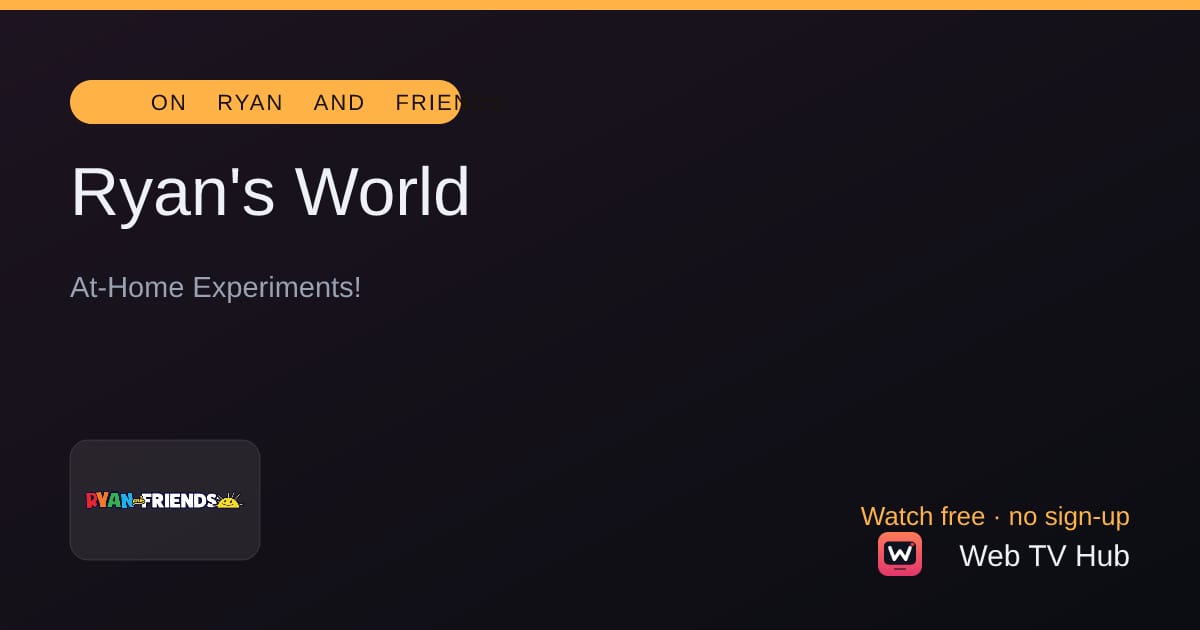 ON RYAN AND FRIEN
Ryan's World
At-Home Experiments!
RYAN and FRIENDS
Watch free · no sign-up
W
Web TV Hub